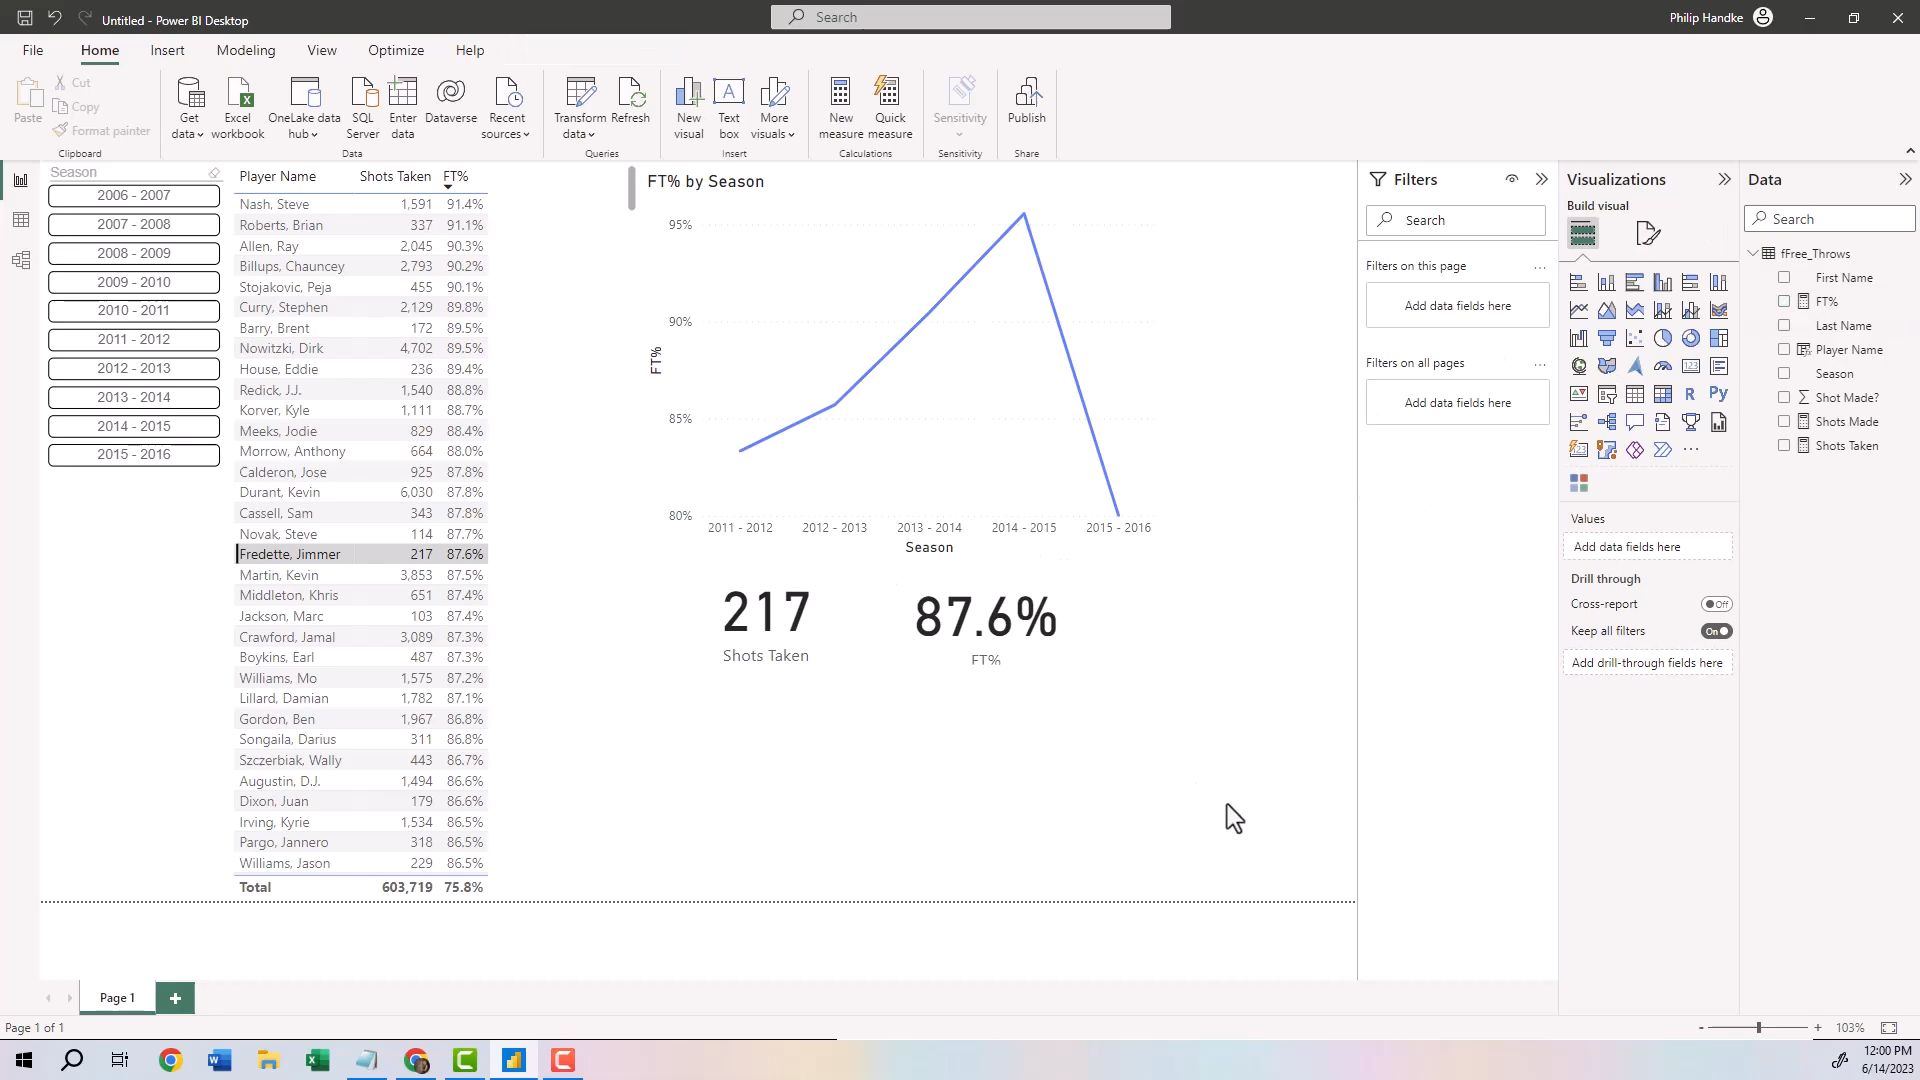 Untitled - Power BI Desktop
Search
Philip Handke
File
Home
Insert
Modeling
View
Optimize
Help
Paste
Cut
Copy
Format painter
Clipboard
Get data
Excel workbook
OneLake data hub
SQL Server
Enter data
Dataverse
Recent sources
Data
Transform data
Refresh
Queries
New visual
Text box
More visuals
Insert
New measure
Quick measure
Calculations
Sensitivity
Sensitivity
Publish
Share
Season
2006 - 2007
2007 - 2008
2008 - 2009
2009 - 2010
2010 - 2011
2011 - 2012
2012 - 2013
2013 - 2014
2014 - 2015
2015 - 2016
Player Name Shots Taken FT%
Nash, Steve 1,591 91.4%
Roberts, Brian 337 91.1%
Allen, Ray 2,045 90.3%
Billups, Chauncey 2,793 90.2%
Stojakovic, Peja 455 90.1%
Curry, Stephen 2,129 89.8%
Barry, Brent 172 89.5%
Nowitzki, Dirk 4,702 89.5%
House, Eddie 236 89.4%
Redick, J.J. 1,540 88.8%
Korver, Kyle 1,111 88.7%
Meeks, Jodie 829 88.4%
Morrow, Anthony 664 88.0%
Calderon, Jose 925 87.8%
Durant, Kevin 6,030 87.8%
Cassell, Sam 343 87.8%
Novak, Steve 114 87.7%
Fredette, Jimmer 217 87.6%
Martin, Kevin 3,853 87.5%
Middleton, Khris 651 87.4%
Jackson, Marc 103 87.4%
Crawford, Jamal 3,089 87.3%
Boykins, Earl 487 87.3%
Williams, Mo 1,575 87.2%
Lillard, Damian 1,782 87.1%
Gordon, Ben 1,967 86.8%
Songaila, Darius 311 86.8%
Szczerbiak, Wally 443 86.7%
Augustin, D.J. 1,494 86.6%
Dixon, Juan 179 86.6%
Irving, Kyrie 1,534 86.5%
Pargo, Jannero 318 86.5%
Williams, Jason 229 86.5%
Total 603,719 75.8%
FT% by Season
95%
90%
85%
80%
FT%
2011 - 2012 2012 - 2013 2013 - 2014 2014 - 2015 2015 - 2016
Season
217
Shots Taken
87.6%
FT%
Filters
Search
Filters on this page ...
Add data fields here
Filters on all pages ...
Add data fields here
Visualizations
Build visual
123
R
Py
123
...
Values
Add data fields here
Drill through
Cross-report Off
Keep all filters On
Add drill-through fields here
Data
Search
fFree_Throws
First Name
FT%
Last Name
Player Name
Season
Shot Made?
Shots Made
Shots Taken
Page 1
Page 1 of 1
- + 103%
12:00 PM
6/14/2023